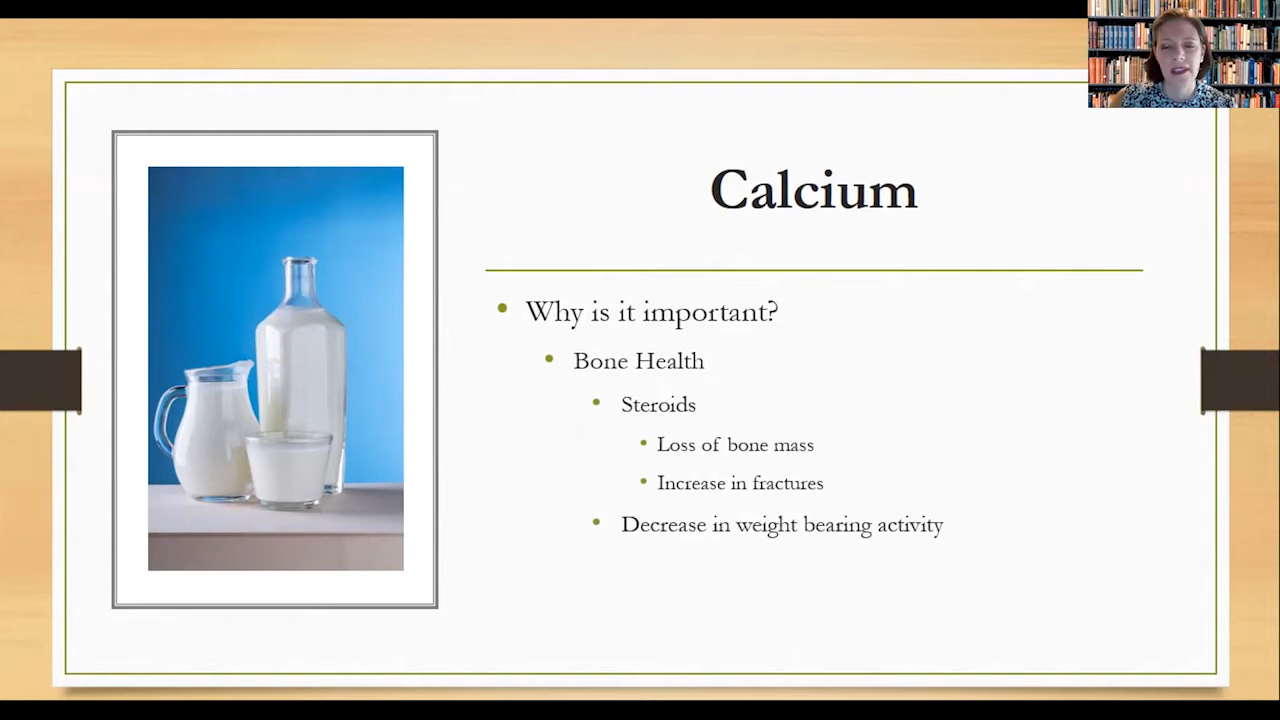 Calcium
Why is it important?
Bone Health
Steroids
Loss of bone mass
Increase in fractures
Decrease in weight bearing activity